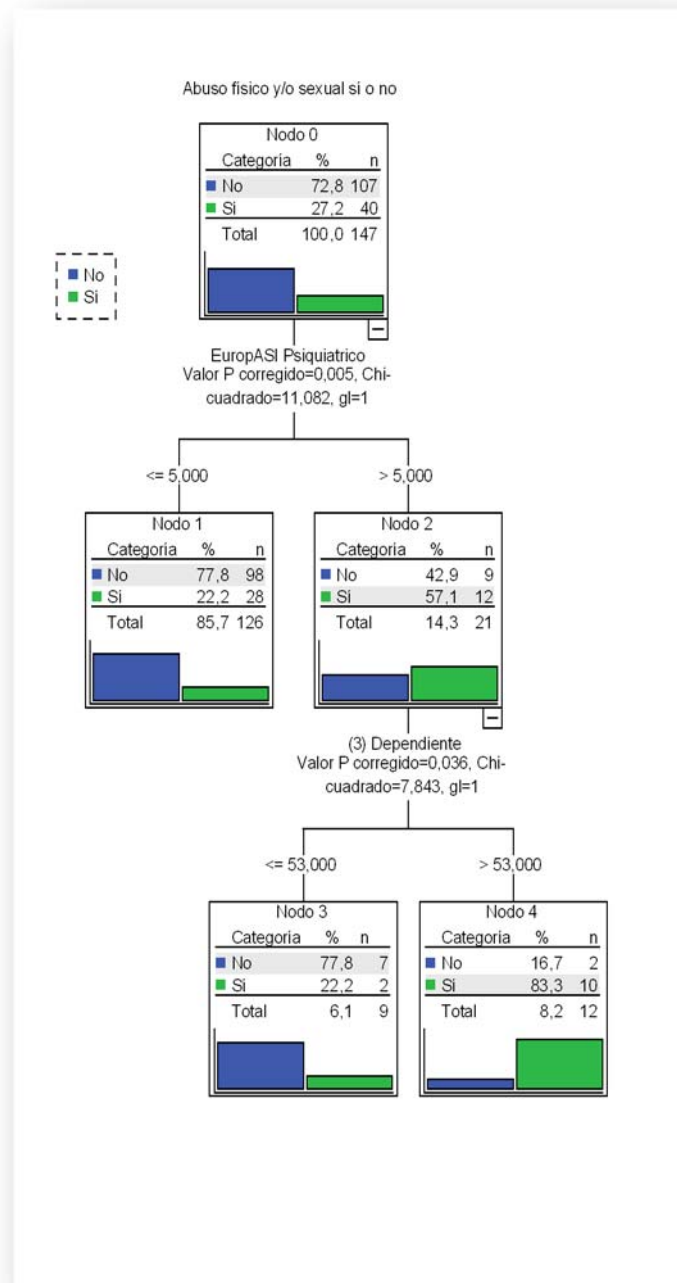 Abuso fisico y/o sexual si o no
Nodo 0
Categoria % n
No 72,8 107
Si 27,2 40
Total 100,0 147
No
Si
EuropASI Psiquiatrico
Valor P corregido=0,005, Chi-
cuadrado=11,082, gl=1
<= 5,000
> 5,000
Nodo 1
Categoria % n
No 77,8 98
Si 22,2 28
Total 85,7 126
Nodo 2
Categoria % n
No 42,9 9
Si 57,1 12
Total 14,3 21
(3) Dependiente
Valor P corregido=0,036, Chi-
cuadrado=7,843, gl=1
<= 53,000
> 53,000
Nodo 3
Categoria % n
No 77,8 7
Si 22,2 2
Total 6,1 9
Nodo 4
Categoria % n
No 16,7 2
Si 83,3 10
Total 8,2 12